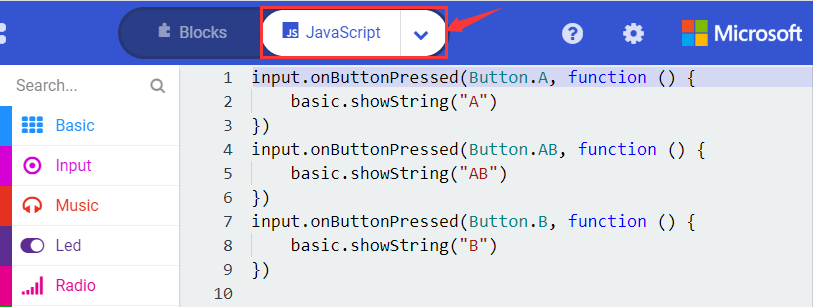 Blocks
JS JavaScript
?
Microsoft
Search...
Basic
Input
Music
Led
Radio
1 input.onButtonPressed(Button.A, function () {
2     basic.showString("A")
3 })
4 input.onButtonPressed(Button.AB, function () {
5     basic.showString("AB")
6 })
7 input.onButtonPressed(Button.B, function () {
8     basic.showString("B")
9 })
10